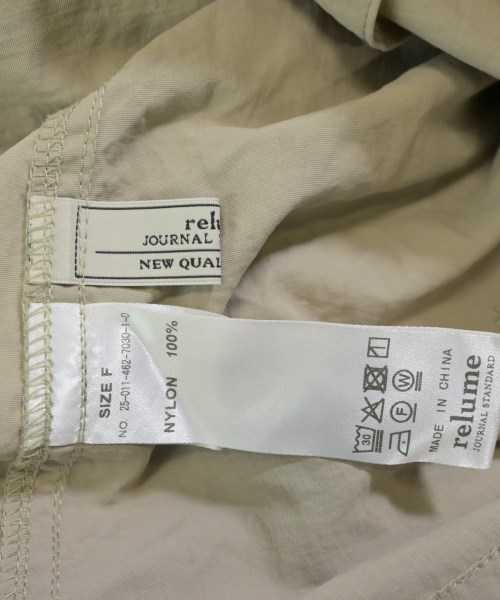 relu
JOURNAL
NEW QUAL
SIZE F
NO. 25-011-462-7030-1-0
NYLON 100%
30
F
W
MADE IN CHINA
relume
JOURNAL STANDARD